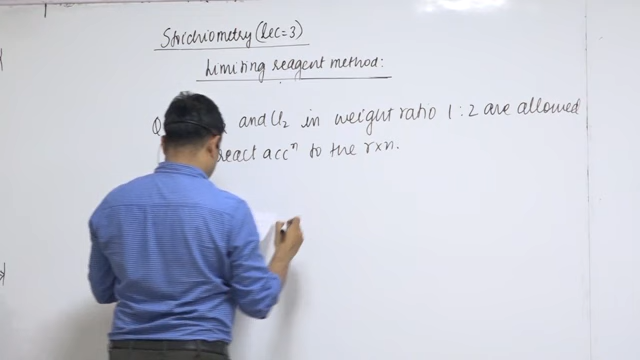 Stoichiometry (Lec=3)
Limiting reagent method:
Q and Cl₂ in weight ratio 1:2 are allowed
react accⁿ to the rxn.